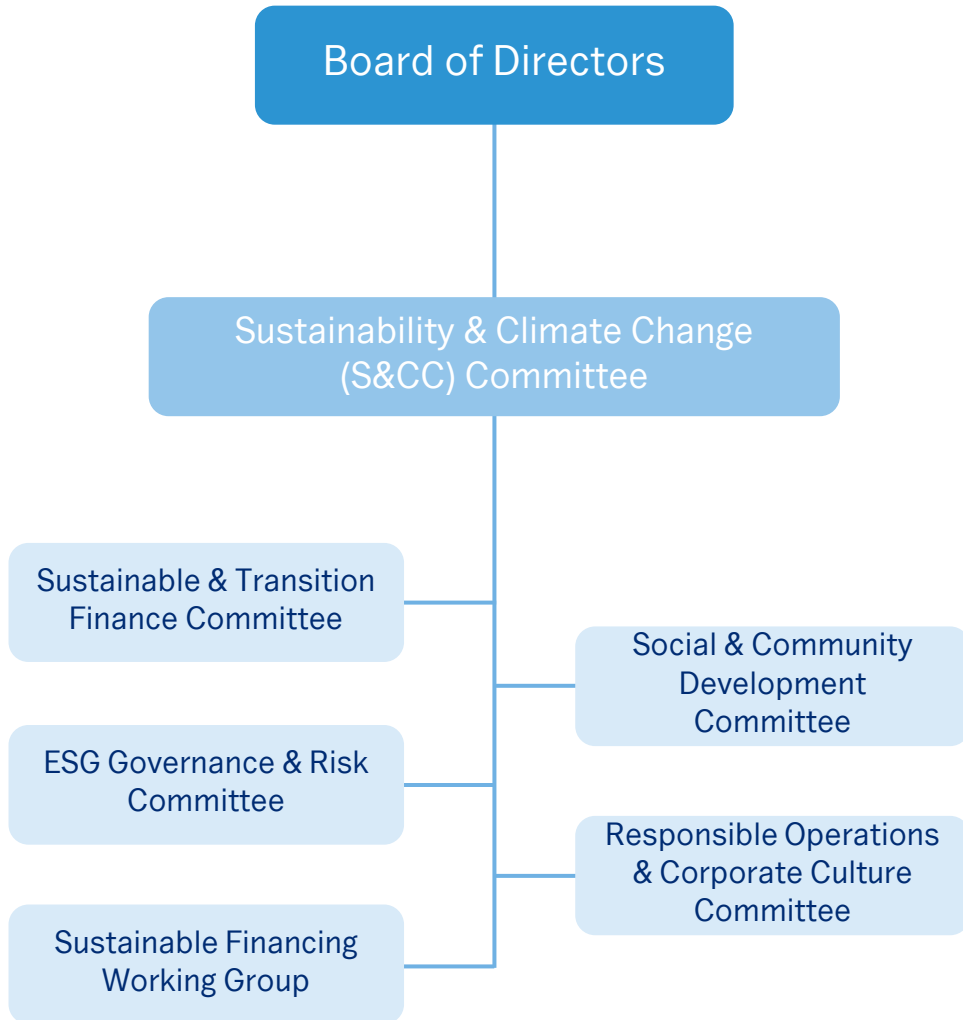 Board of Directors
Sustainability & Climate Change
(S&CC) Committee
Sustainable & Transition
Finance Committee
Social & Community
Development
Committee
ESG Governance & Risk
Committee
Responsible Operations
& Corporate Culture
Committee
Sustainable Financing
Working Group